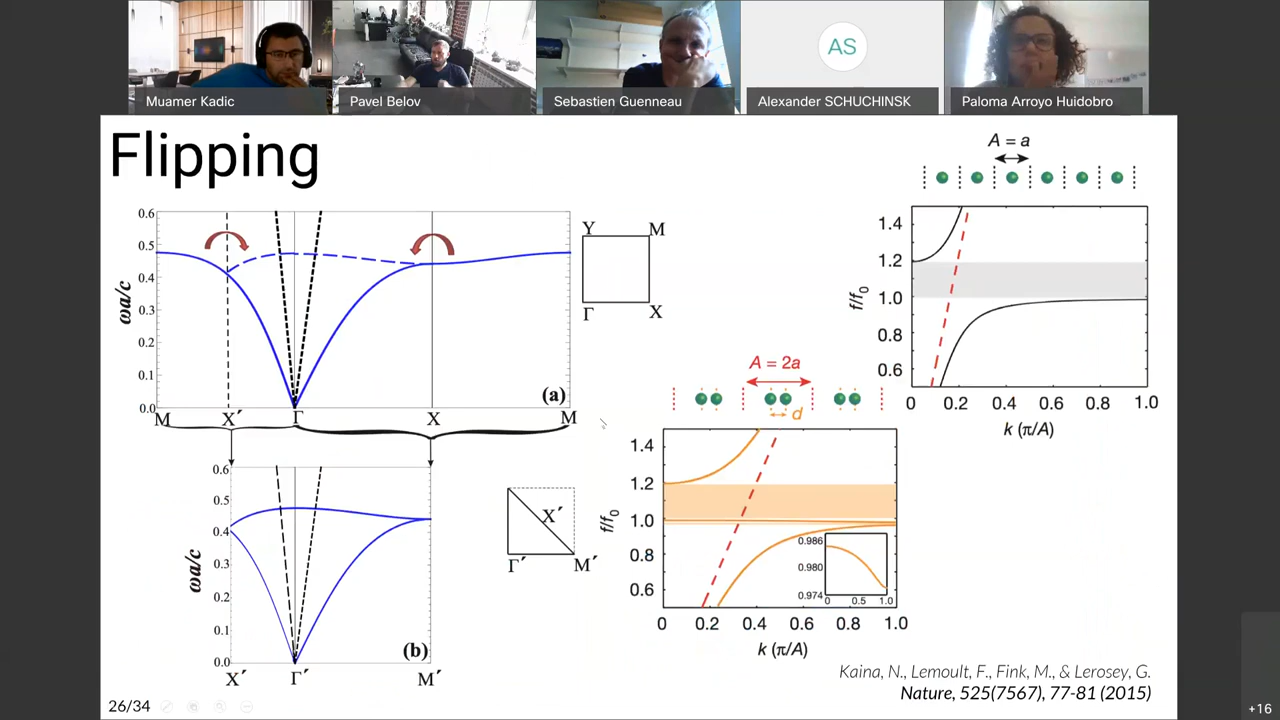 Muamer Kadic
Pavel Belov
Sebastien Guenneau
AS
Alexander SCHUCHINSK
Paloma Arroyo Huidobro
Flipping
0.6
0.5
0.4
0.3
0.2
0.1
0.0
ωa/c
(a)
M X′ Γ X M
Y M
Γ X
0.6
0.5
0.4
0.3
0.2
0.1
0.0
ωa/c
(b)
X′ Γ′ M′
X′
Γ′ M′
A = 2a
d
1.4
1.2
1.0
0.8
0.6
f/f0
0.986
0.980
0.974
0 0.5 1.0
0 0.2 0.4 0.6 0.8 1.0
k (π/A)
A = a
1.4
1.2
1.0
0.8
0.6
f/f0
0 0.2 0.4 0.6 0.8 1.0
k (π/A)
Kaina, N., Lemoult, F., Fink, M., & Lerosey, G.
Nature, 525(7567), 77-81 (2015)
26/34
+16